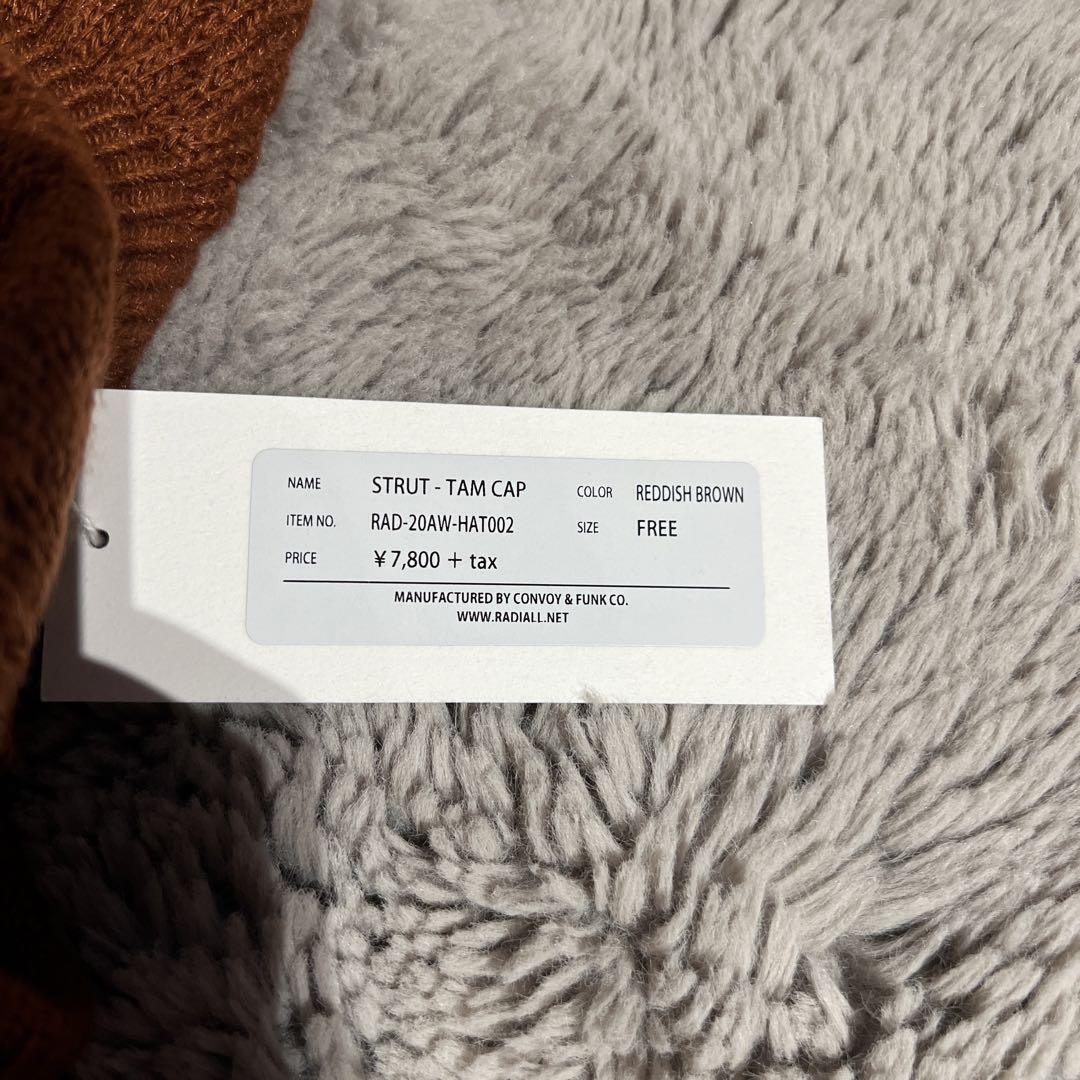 NAME STRUT - TAM CAP COLOR REDDISH BROWN
ITEM NO. RAD-20AW-HAT002 SIZE FREE
PRICE ¥7,800 + tax
MANUFACTURED BY CONVOY & FUNK CO.
WWW.RADIALL.NET